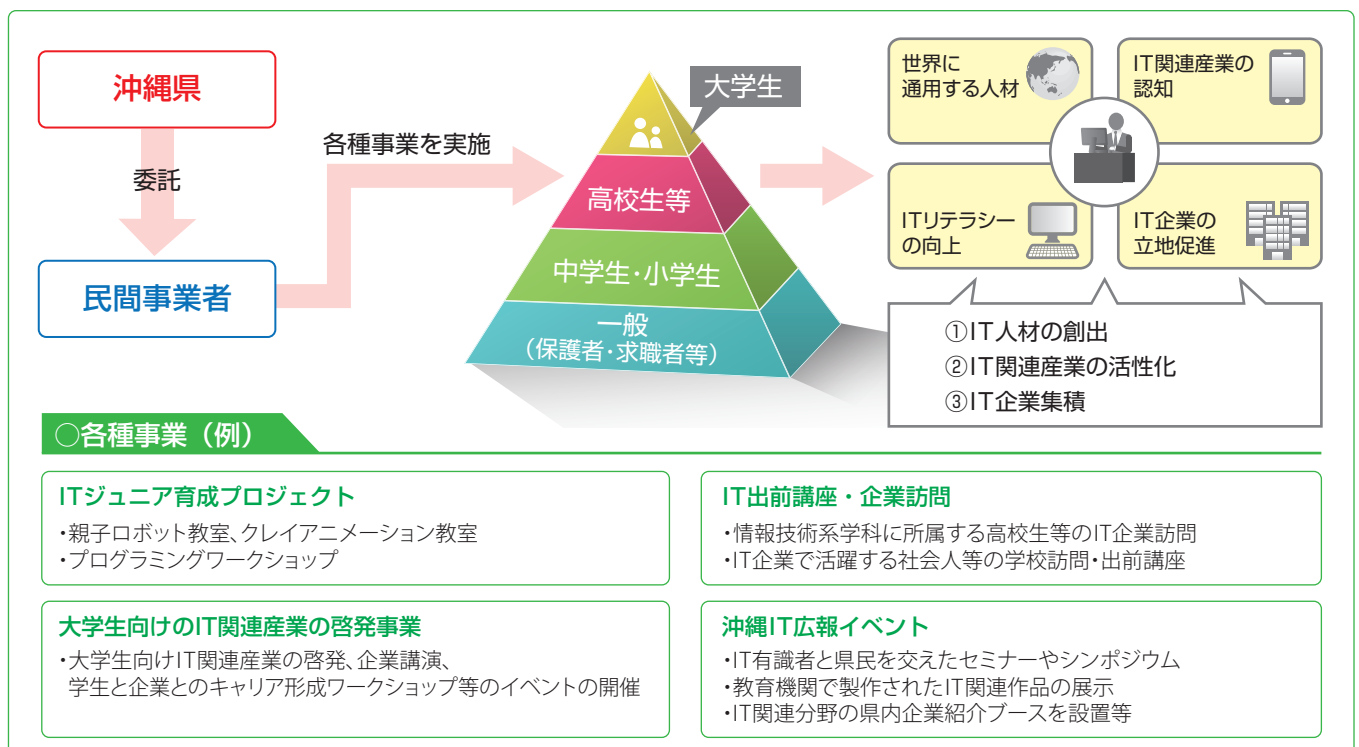 沖縄県
委託
民間事業者
各種事業を実施
大学生
高校生等
中学生・小学生
一般
（保護者・求職者等）
世界に
通用する人材
IT関連産業の
認知
ITリテラシー
の向上
IT企業の
立地促進
①IT人材の創出
②IT関連産業の活性化
③IT企業集積
○各種事業（例）
ITジュニア育成プロジェクト
・親子ロボット教室、クレイアニメーション教室
・プログラミングワークショップ
IT出前講座・企業訪問
・情報技術系学科に所属する高校生等のIT企業訪問
・IT企業で活躍する社会人等の学校訪問・出前講座
大学生向けのIT関連産業の啓発事業
・大学生向けIT関連産業の啓発、企業講演、
学生と企業とのキャリア形成ワークショップ等のイベントの開催
沖縄IT広報イベント
・IT有識者と県民を交えたセミナーやシンポジウム
・教育機関で製作されたIT関連作品の展示
・IT関連分野の県内企業紹介ブースを設置等